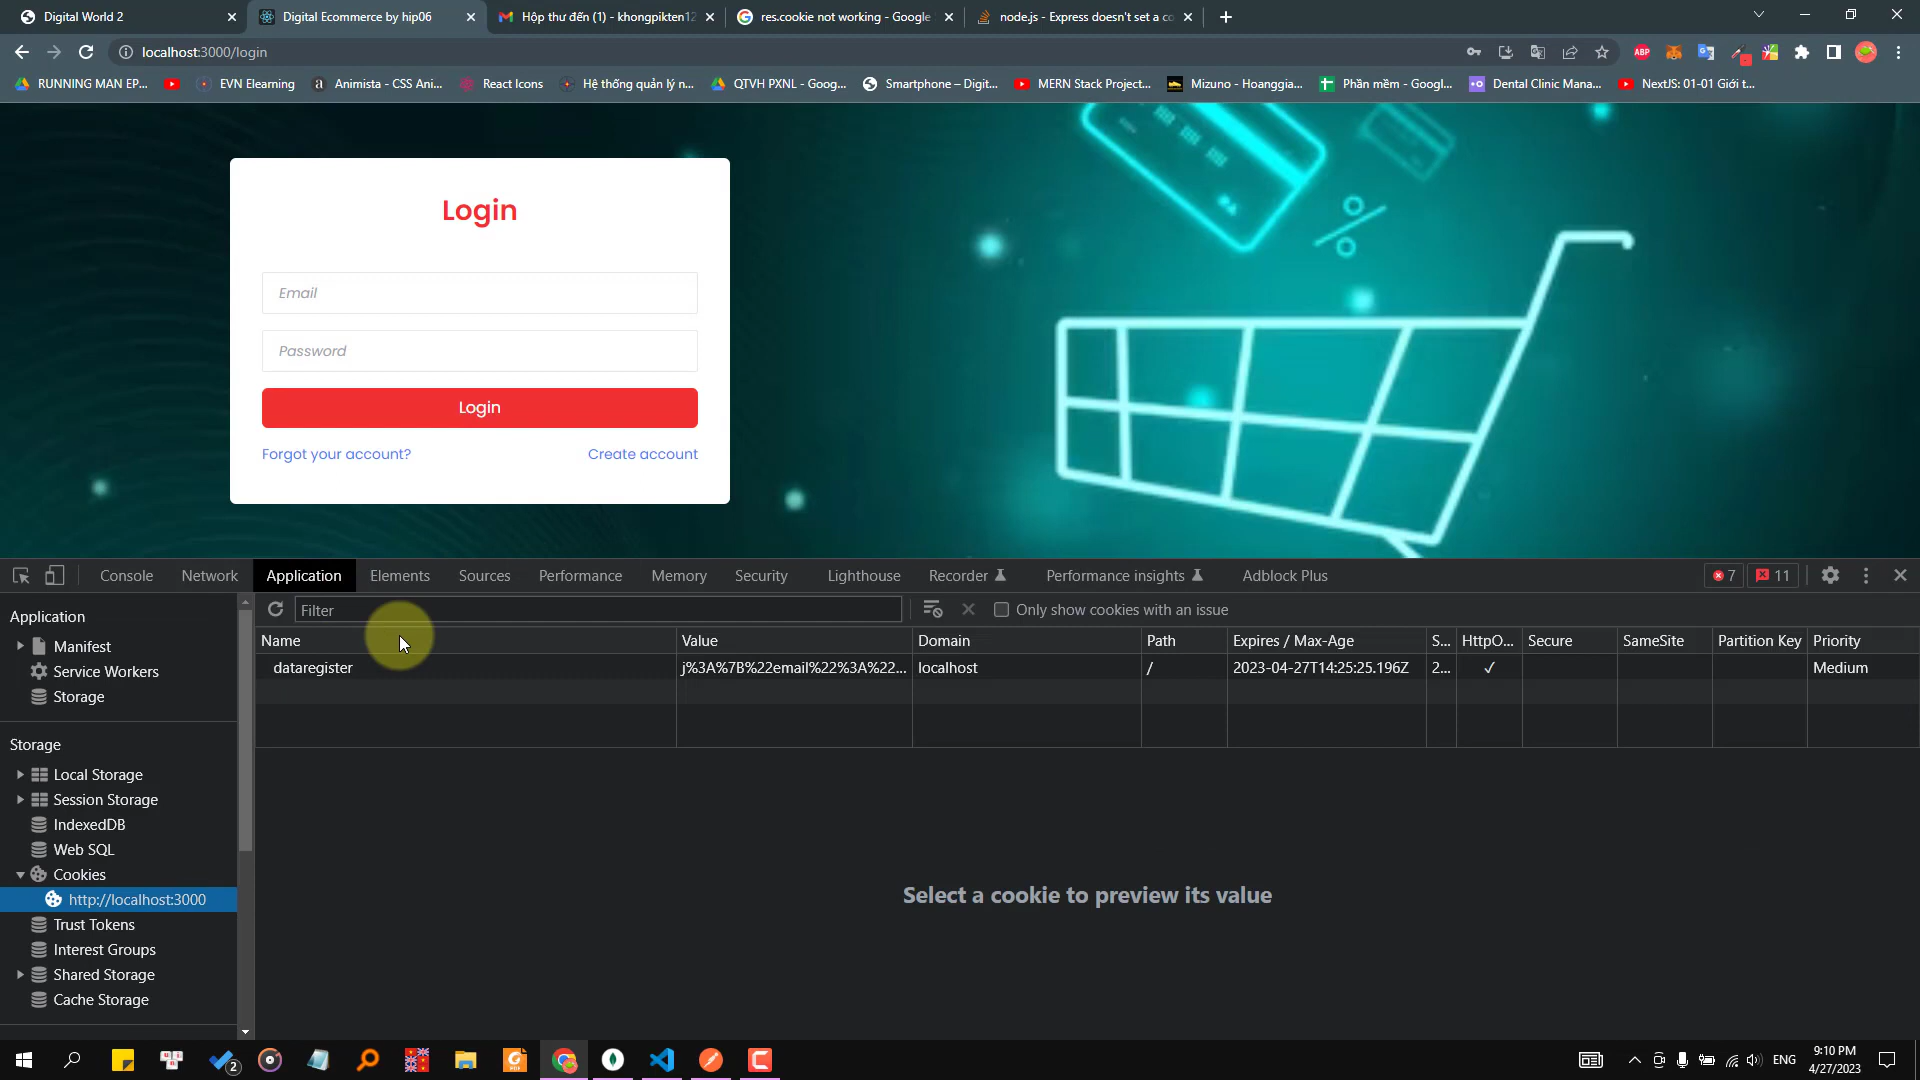 Digital World 2
Digital Ecommerce by hip06
Hộp thư đến (1) - khongpikten12
res.cookie not working - Google
node.js - Express doesn't set a co
localhost:3000/login
RUNNING MAN EP...
EVN Elearning
Animista - CSS Ani...
React Icons
Hệ thống quản lý n...
QTVH PXNL - Goog...
Smartphone – Digit...
MERN Stack Project...
Mizuno - Hoanggia...
Phần mềm - Googl...
Dental Clinic Mana...
NextJS: 01-01 Giới t...
Login
Email
Password
Login
Forgot your account?
Create account
Console
Network
Application
Elements
Sources
Performance
Memory
Security
Lighthouse
Recorder
Performance insights
Adblock Plus
7
11
Application
Manifest
Service Workers
Storage
Storage
Local Storage
Session Storage
IndexedDB
Web SQL
Cookies
http://localhost:3000
Trust Tokens
Interest Groups
Shared Storage
Cache Storage
Filter
Only show cookies with an issue
Name Value Domain Path Expires / Max-Age S... HttpO... Secure SameSite Partition Key Priority
dataregister j%3A%7B%22email%22%3A%22... localhost / 2023-04-27T14:25:25.196Z 2... ✓ Medium
Select a cookie to preview its value
2
ENG
9:10 PM
4/27/2023